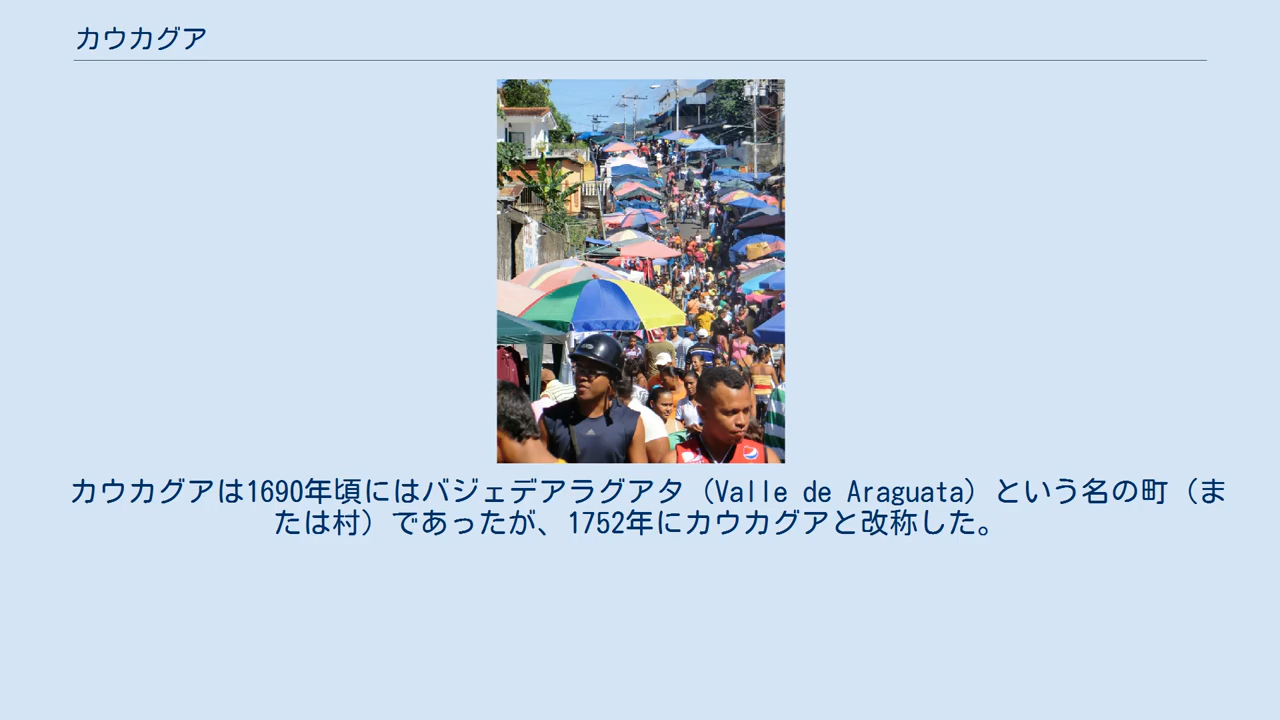 カウカグア
カウカグアは1690年頃にはバジェデアラグアタ（Valle de Araguata）という名の町（ま
たは村）であったが、1752年にカウカグアと改称した。